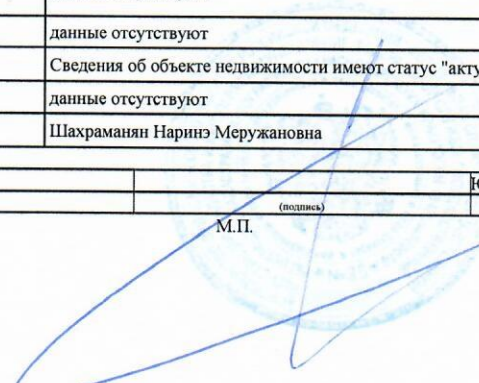 данные отсутствуют
Сведения об объекте недвижимости имеют статус "акту
данные отсутствуют
Шахраманян Наринэ Меружановна
(подпись)
М.П.